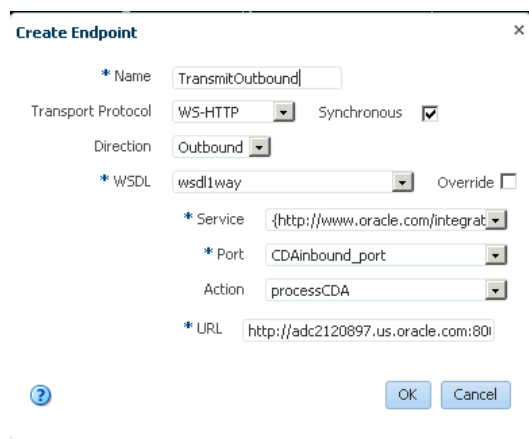 Create Endpoint ×
* Name TransmitOutbound
Transport Protocol WS-HTTP Synchronous
Direction Outbound
* WSDL wsdl1way Override
* Service {http://www.oracle.com/integrat
* Port CDAinbound_port
Action processCDA
* URL http://adc2120897.us.oracle.com:80
? OK Cancel